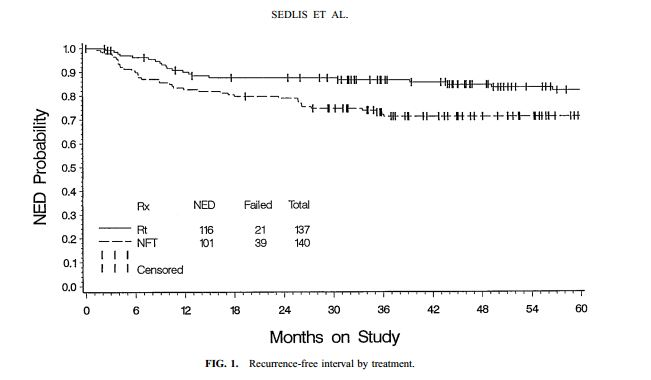 SEDLIS ET AL.
NED Probability
1.0
0.9
0.8
0.7
0.6
0.5
0.4
0.3
0.2
0.1
0.0
Rx NED Failed Total
Rt 116 21 137
NFT 101 39 140
Censored
0 6 12 18 24 30 36 42 48 54 60
Months on Study
FIG. 1. Recurrence-free interval by treatment.